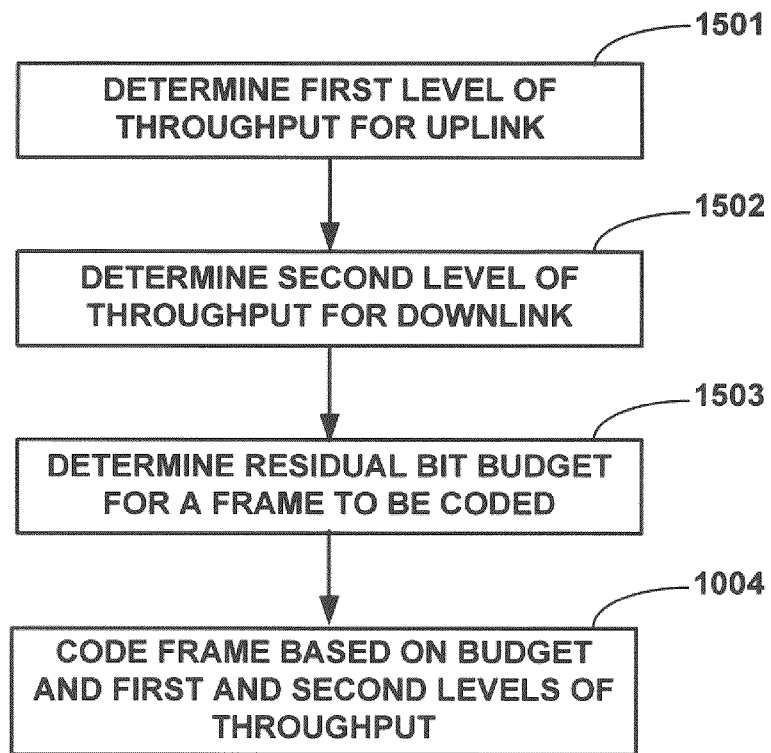 1501
DETERMINE FIRST LEVEL OF
THROUGHPUT FOR UPLINK
1502
DETERMINE SECOND LEVEL OF
THROUGHPUT FOR DOWNLINK
1503
DETERMINE RESIDUAL BIT BUDGET
FOR A FRAME TO BE CODED
1004
CODE FRAME BASED ON BUDGET
AND FIRST AND SECOND LEVELS OF
THROUGHPUT